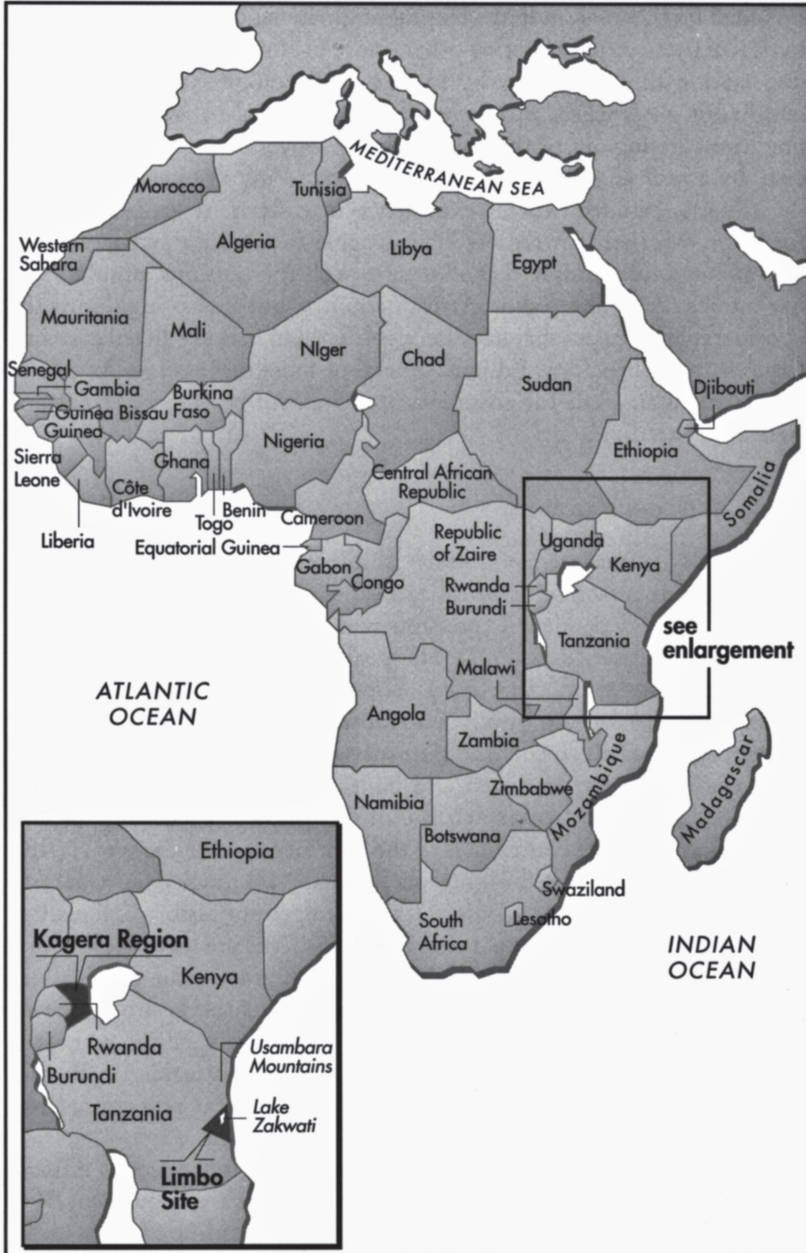 MEDITERRANEAN SEA
Morocco
Tunisia
Algeria
Libya
Egypt
Western
Sahara
Mauritania
Mali
NIger
Chad
Sudan
Djibouti
Senegal
Gambia
Guinea Bissau
Guinea
Burkina
Faso
Nigeria
Ethiopia
Somalia
Sierra
Leone
Ghana
Côte
d'Ivoire
Benin
Togo
Liberia
Central African
Republic
Cameroon
Equatorial Guinea
Gabon
Congo
Republic
of Zaire
Uganda
Kenya
Rwanda
Burundi
Tanzania
see
enlargement
Malawi
ATLANTIC
OCEAN
Angola
Zambia
Mozambique
Madagascar
Namibia
Zimbabwe
Botswana
Swaziland
South
Africa
Lesotho
INDIAN
OCEAN
Ethiopia
Kagera Region
Kenya
Rwanda
Burundi
Usambara
Mountains
Tanzania
Lake
Zakwati
Limbo
Site